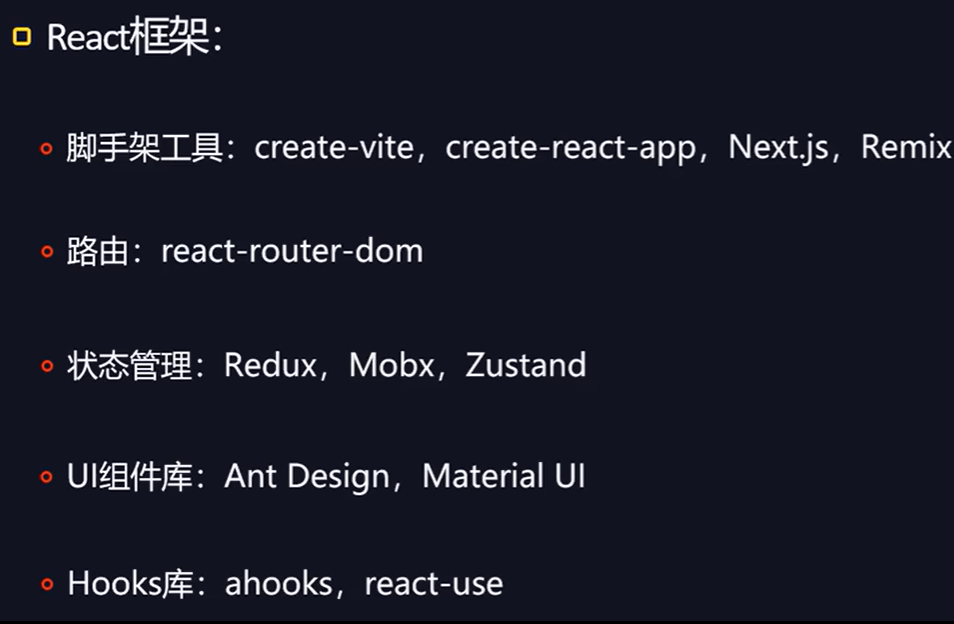 React框架：
脚手架工具：create-vite，create-react-app，Next.js，Remix
路由：react-router-dom
状态管理：Redux，Mobx，Zustand
UI组件库：Ant Design，Material UI
Hooks库：ahooks，react-use